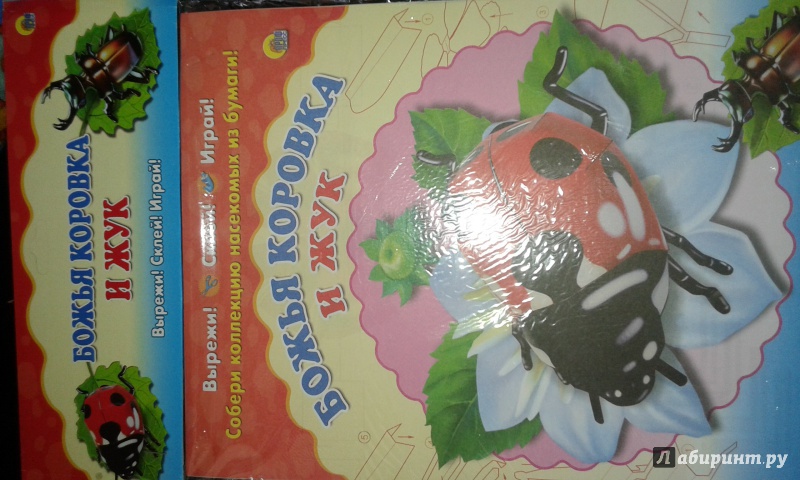 БОЖЬЯ КОРОВКА
И ЖУК
Вырежи! Склей! Играй!
Вырежи! Склей! Играй!
Собери коллекцию насекомых из бумаги!
БОЖЬЯ КОРОВКА
И ЖУК
Лабиринт.ру